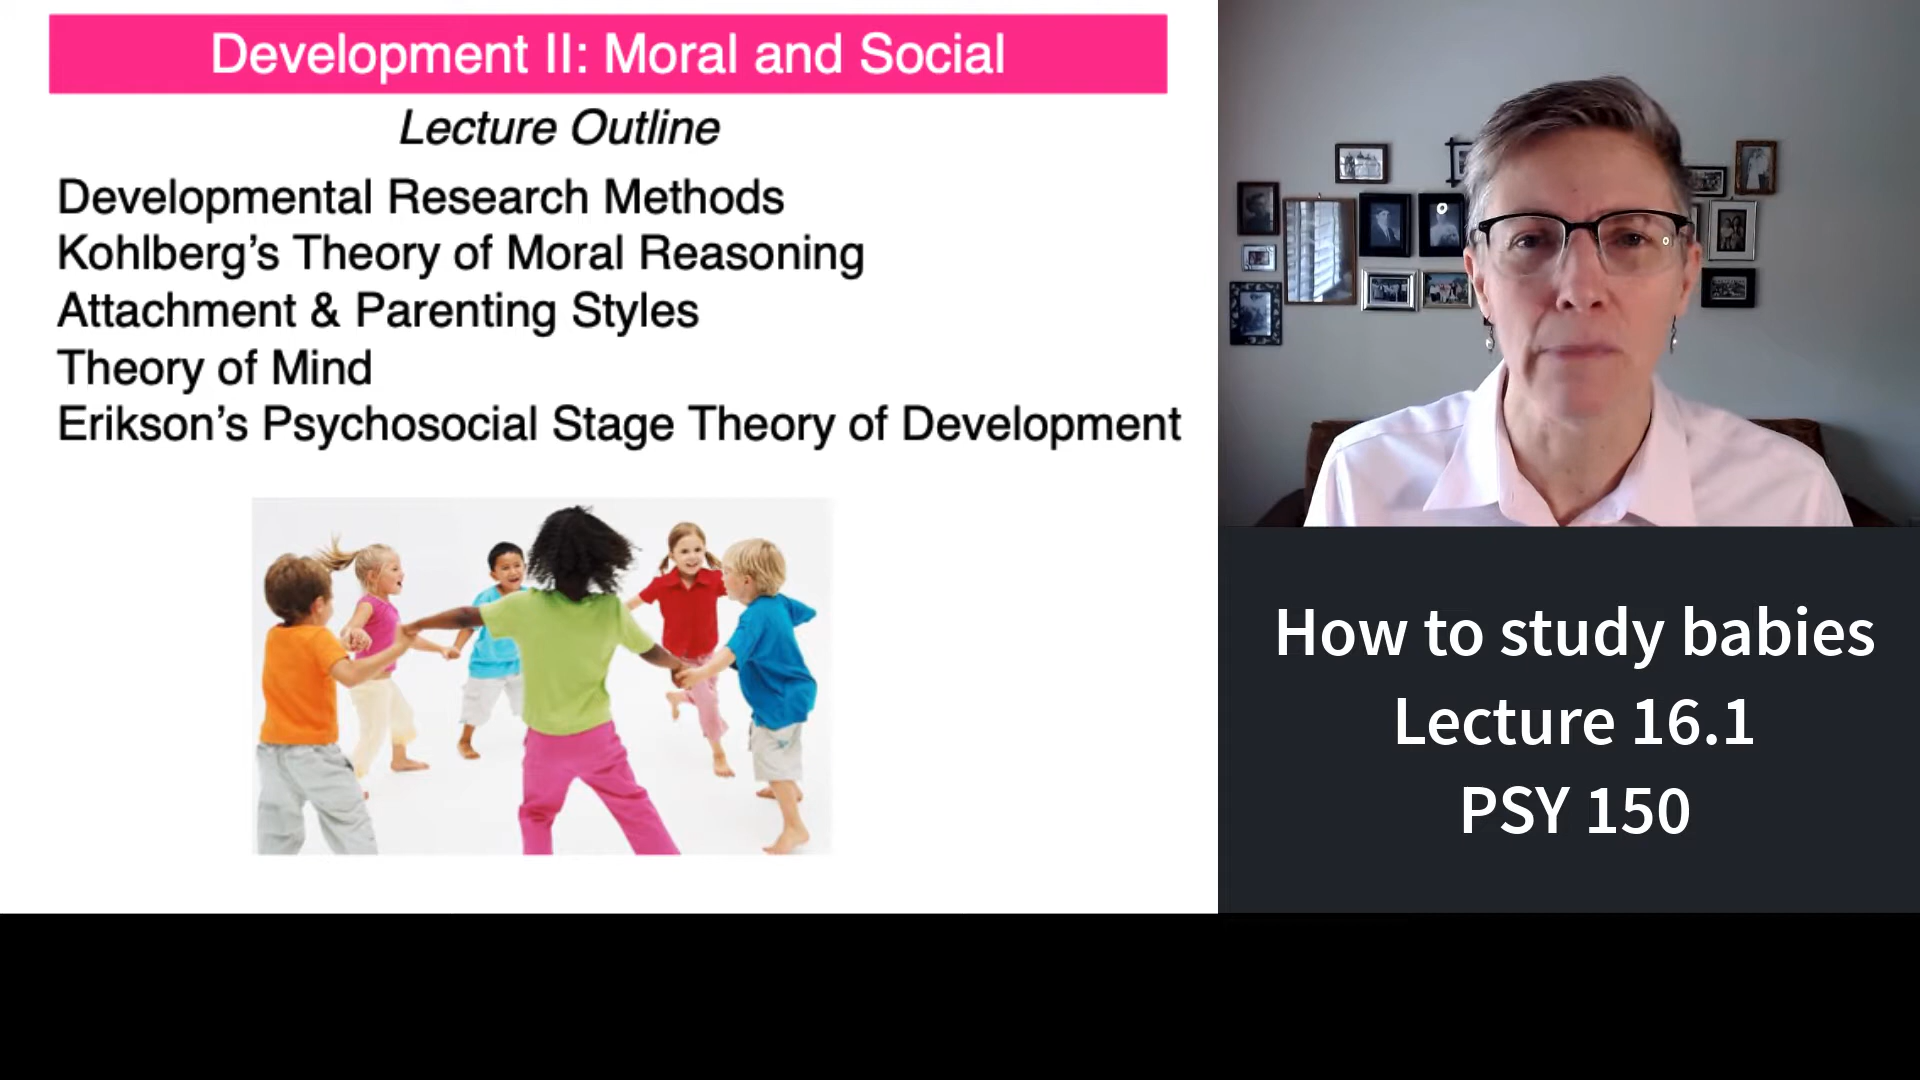 Development II: Moral and Social
Lecture Outline
Developmental Research Methods
Kohlberg’s Theory of Moral Reasoning
Attachment & Parenting Styles
Theory of Mind
Erikson’s Psychosocial Stage Theory of Development
How to study babies
Lecture 16.1
PSY 150